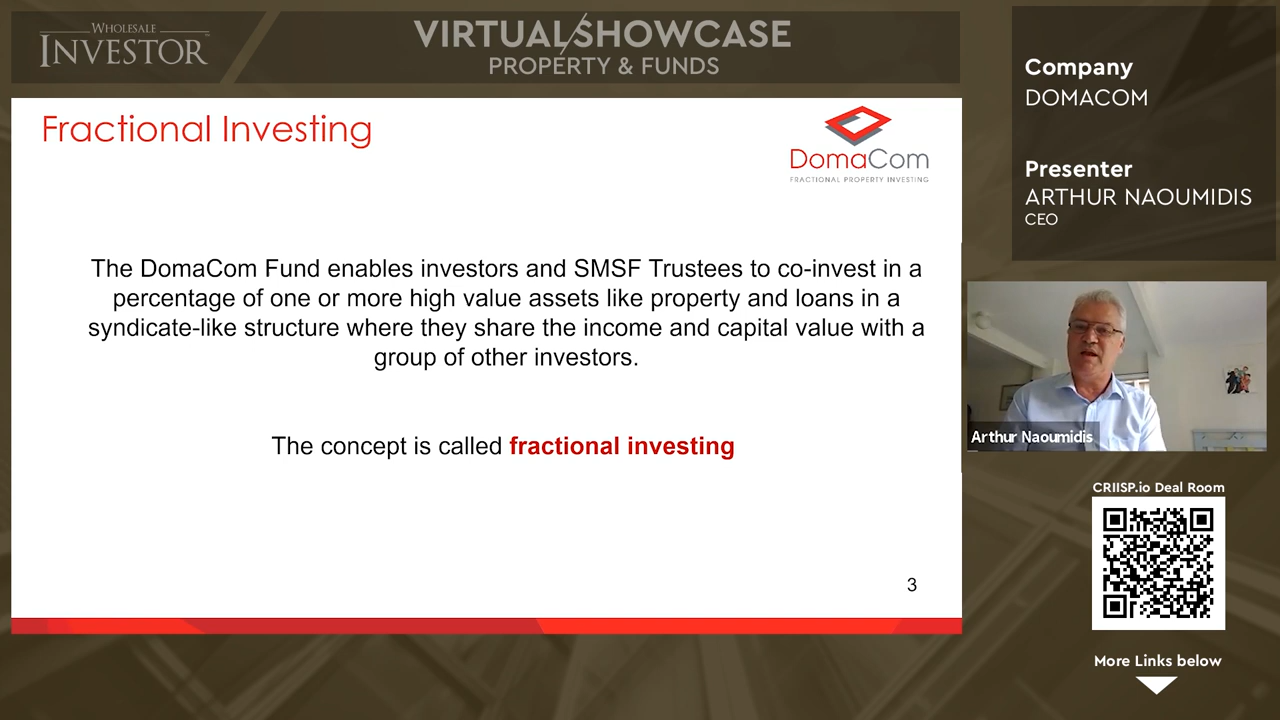 WHOLESALE
INVESTOR
VIRTUAL SHOWCASE
PROPERTY & FUNDS
Fractional Investing
DomaCom
FRACTIONAL PROPERTY INVESTING
The DomaCom Fund enables investors and SMSF Trustees to co-invest in a
percentage of one or more high value assets like property and loans in a
syndicate-like structure where they share the income and capital value with a
group of other investors.
The concept is called fractional investing
3
Company
DOMACOM
Presenter
ARTHUR NAOUMIDIS
CEO
Arthur Naoumidis
CRIISP.io Deal Room
More Links below